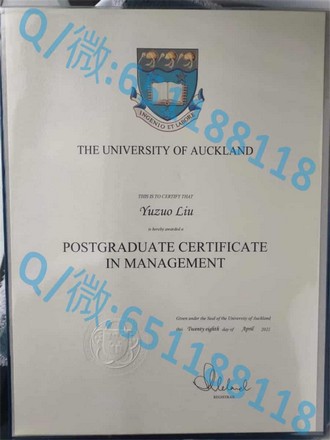 INGENIO ET LABORE
THE UNIVERSITY OF AUCKLAND
THIS IS TO CERTIFY THAT
Yuzuo Liu
is hereby awarded a
POSTGRADUATE CERTIFICATE
IN MANAGEMENT
Given under the Seal of the University of Auckland
this Twenty-eighth day of April 2021
REGISTRAR
Q/微:651188118
Q/微:651188118